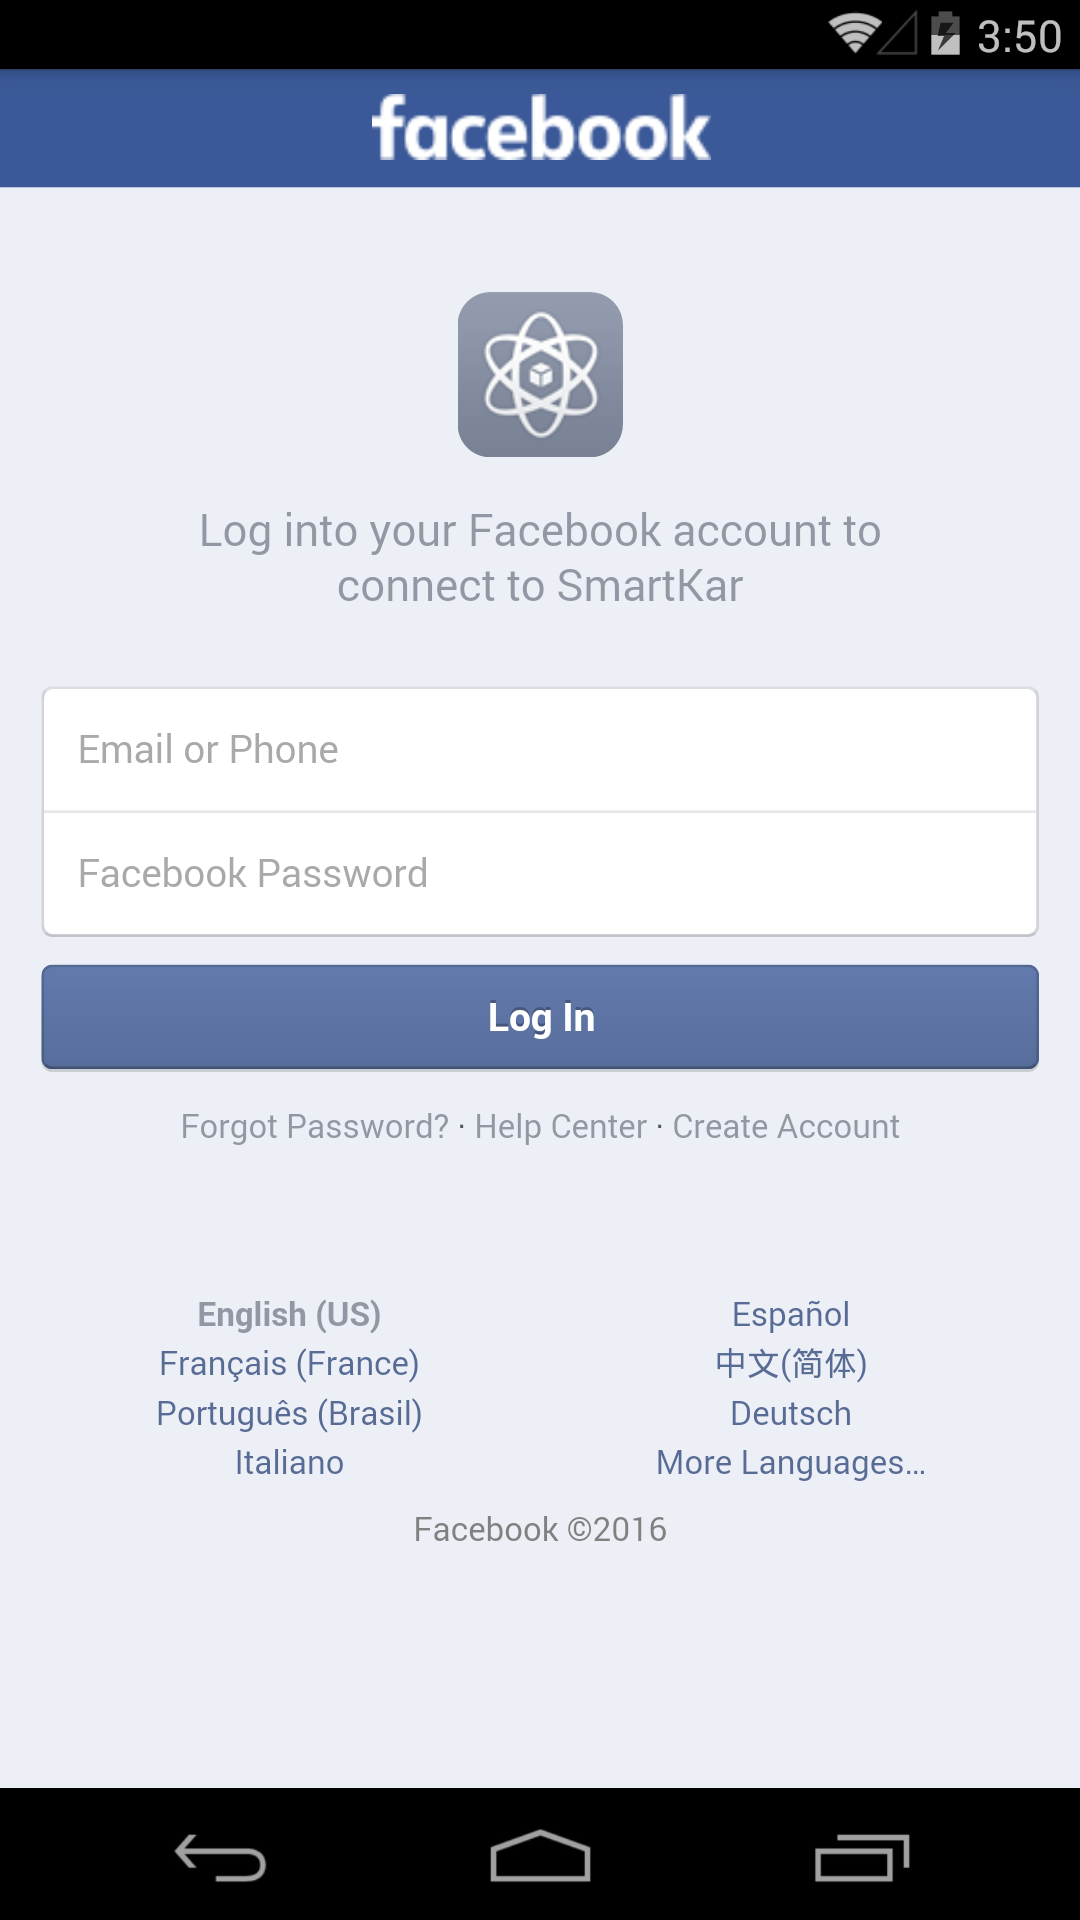 3:50
facebook
Log into your Facebook account to
connect to SmartKar
Email or Phone
Facebook Password
Log In
Forgot Password? · Help Center · Create Account
English (US)
Español
Français (France)
中文(简体)
Português (Brasil)
Deutsch
Italiano
More Languages…
Facebook ©2016